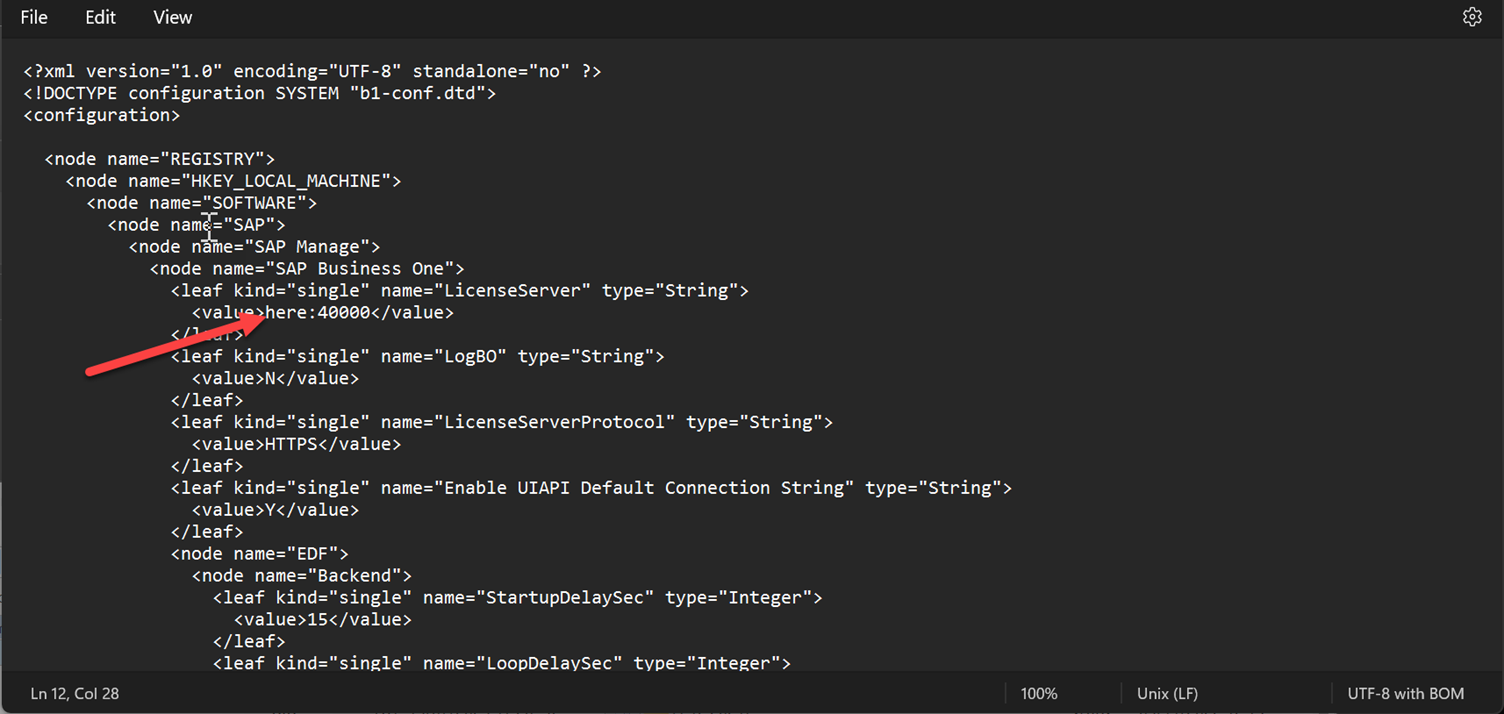 File Edit View
<?xml version="1.0" encoding="UTF-8" standalone="no" ?>
<!DOCTYPE configuration SYSTEM "b1-conf.dtd">
<configuration>
<node name="REGISTRY">
<node name="HKEY_LOCAL_MACHINE">
<node name="SOFTWARE">
<node name="SAP">
<node name="SAP Manage">
<node name="SAP Business One">
<leaf kind="single" name="LicenseServer" type="String">
<value>here:40000</value>
</leaf>
<leaf kind="single" name="LogBO" type="String">
<value>N</value>
</leaf>
<leaf kind="single" name="LicenseServerProtocol" type="String">
<value>HTTPS</value>
</leaf>
<leaf kind="single" name="Enable UIAPI Default Connection String" type="String">
<value>Y</value>
</leaf>
<node name="EDF">
<node name="Backend">
<leaf kind="single" name="StartupDelaySec" type="Integer">
<value>15</value>
</leaf>
<leaf kind="single" name="LoopDelaySec" type="Integer">
Ln 12, Col 28 100% Unix (LF) UTF-8 with BOM